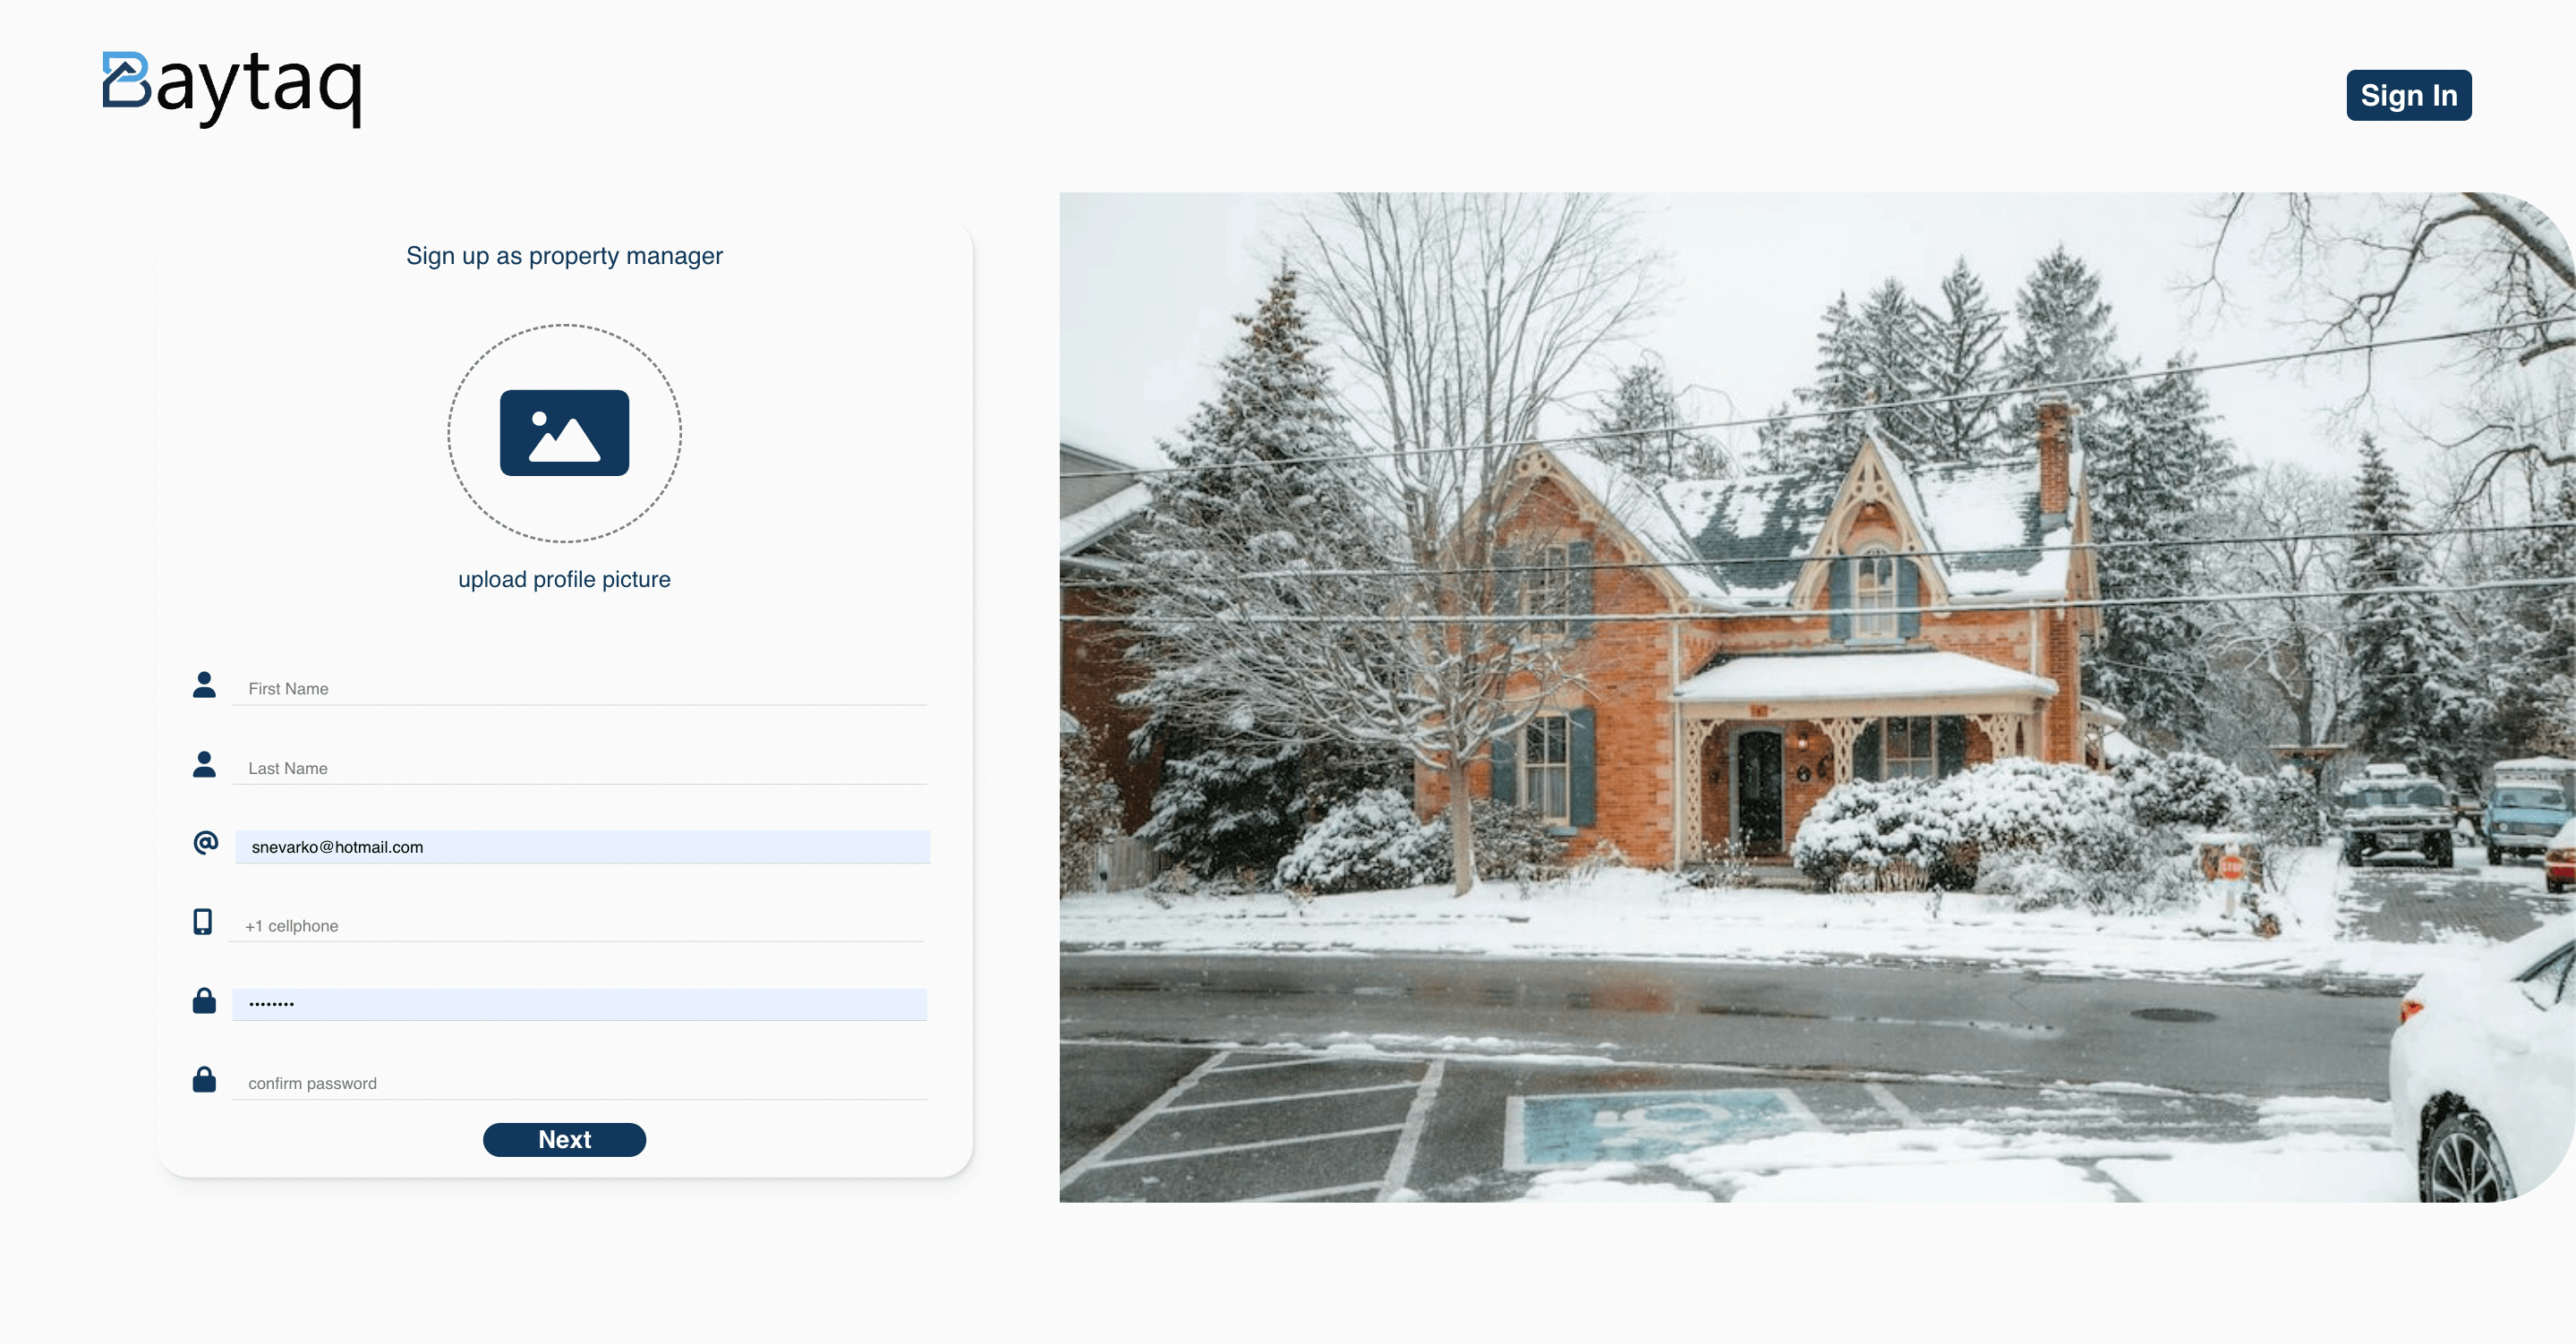 Baytaq
Sign In
Sign up as property manager
upload profile picture
First Name
Last Name
snevarko@hotmail.com
+1 cellphone
••••••••
confirm password
Next
STOP